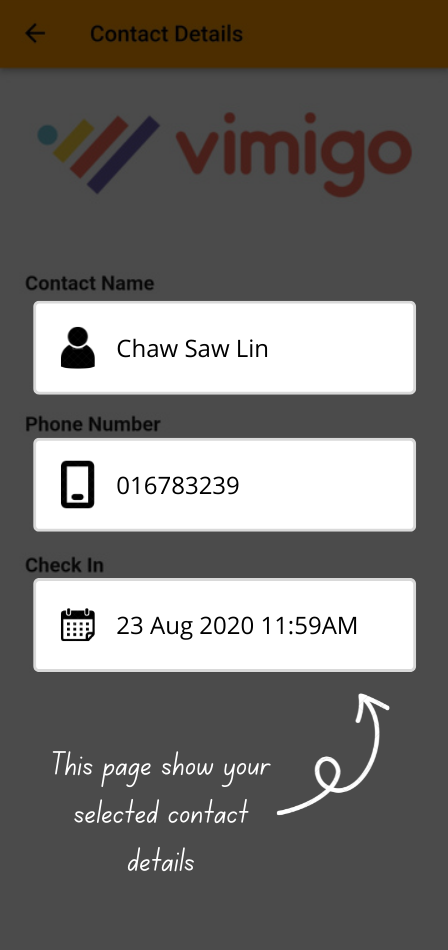 Contact Details
vimigo
Contact Name
Chaw Saw Lin
Phone Number
016783239
Check In
23 Aug 2020 11:59AM
This page show your
selected contact
details